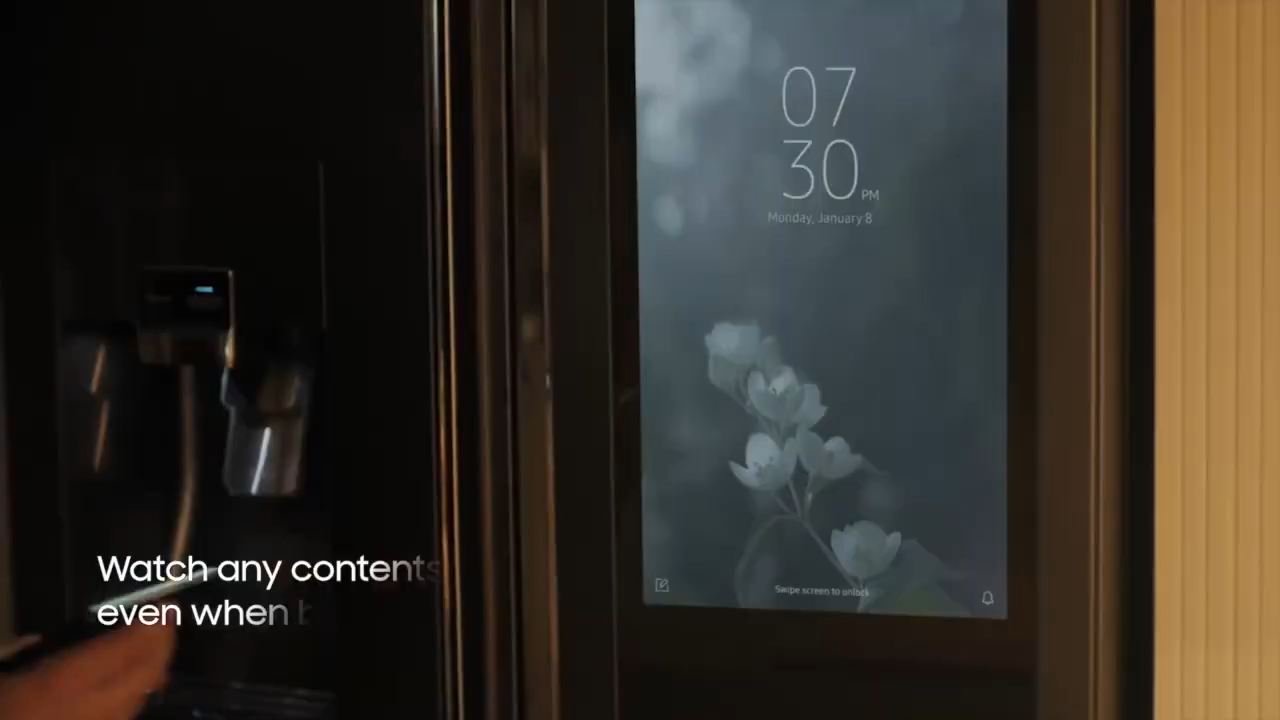 07
30
PM
Monday, January 8
Swipe screen to unlock
Watch any contents
even when